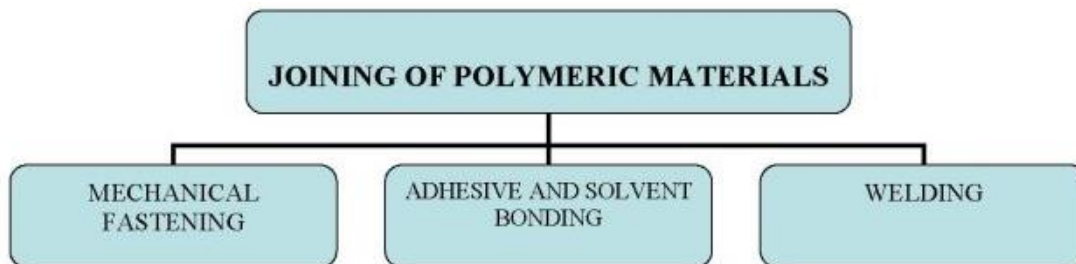 JOINING OF POLYMERIC MATERIALS
MECHANICAL
FASTENING
ADHESIVE AND SOLVENT
BONDING
WELDING